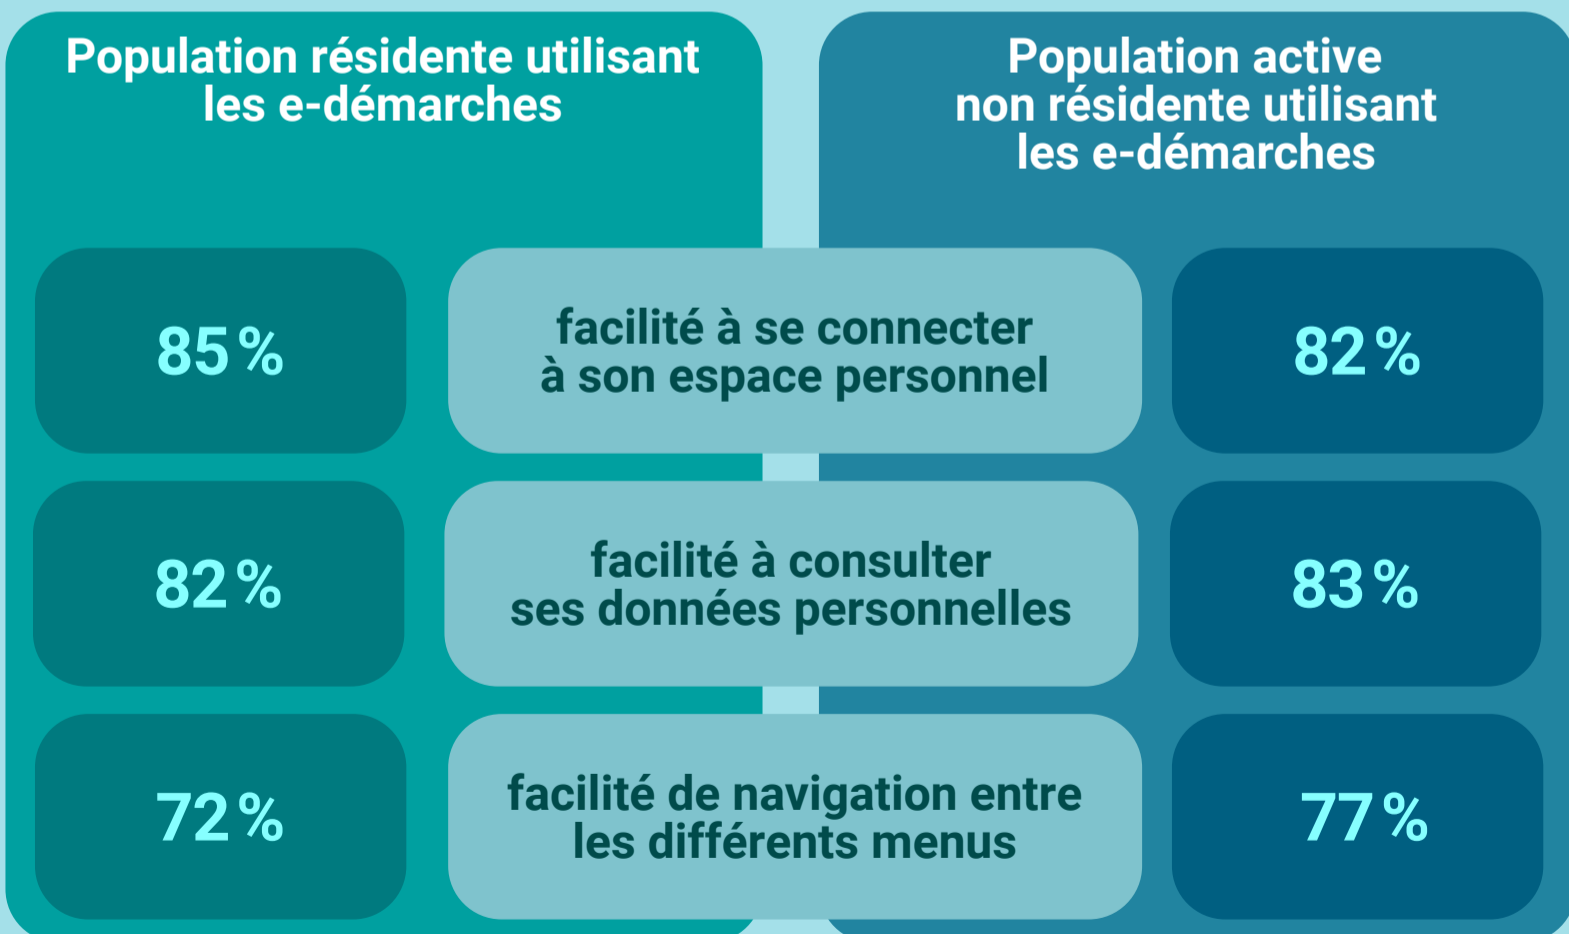 Population résidente utilisant
les e-démarches
Population active
non résidente utilisant
les e-démarches
85 %
facilité à se connecter
à son espace personnel
82 %
82 %
facilité à consulter
ses données personnelles
83 %
72 %
facilité de navigation entre
les différents menus
77 %